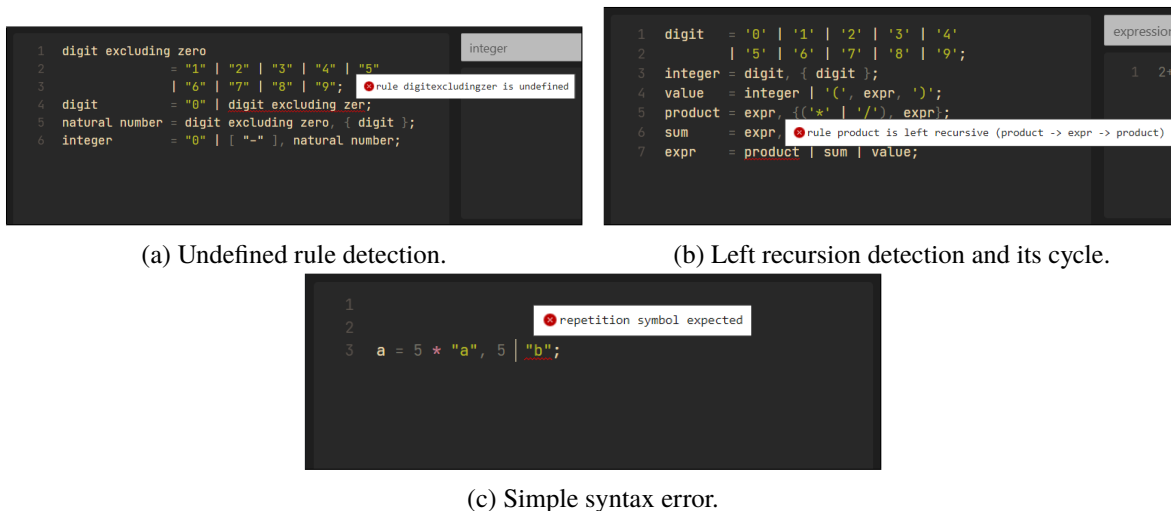 1 digit excluding zero
2 = "1" | "2" | "3" | "4" | "5"
3 | "6" | "7" | "8" | "9";
4 digit = "0" | digit excluding zer;
5 natural number = digit excluding zero, { digit };
6 integer = "0" | [ "-" ], natural number;
integer
rule digitexcludingzer is undefined
1 digit = '0' | '1' | '2' | '3' | '4'
2 | '5' | '6' | '7' | '8' | '9';
3 integer = digit, { digit };
4 value = integer | '(', expr, ')';
5 product = expr, {('*' | '/'), expr};
6 sum = expr,
7 expr = product | sum | value;
rule product is left recursive (product -> expr -> product)
expression
1 2+
(a) Undefined rule detection.
(b) Left recursion detection and its cycle.
1
2
3 a = 5 * "a", 5 "b";
repetition symbol expected
(c) Simple syntax error.